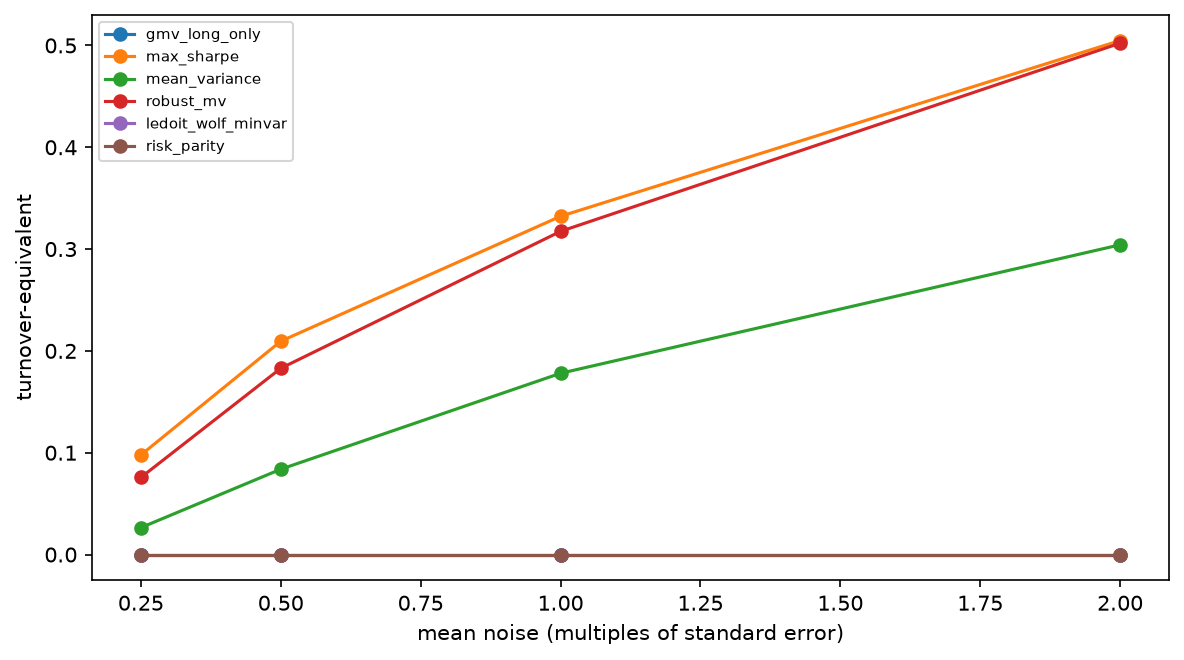 gmv_long_only
max_sharpe
mean_variance
robust_mv
ledoit_wolf_minvar
risk_parity
0.5
0.4
0.3
0.2
0.1
0.0
turnover-equivalent
0.25 0.50 0.75 1.00 1.25 1.50 1.75 2.00
mean noise (multiples of standard error)